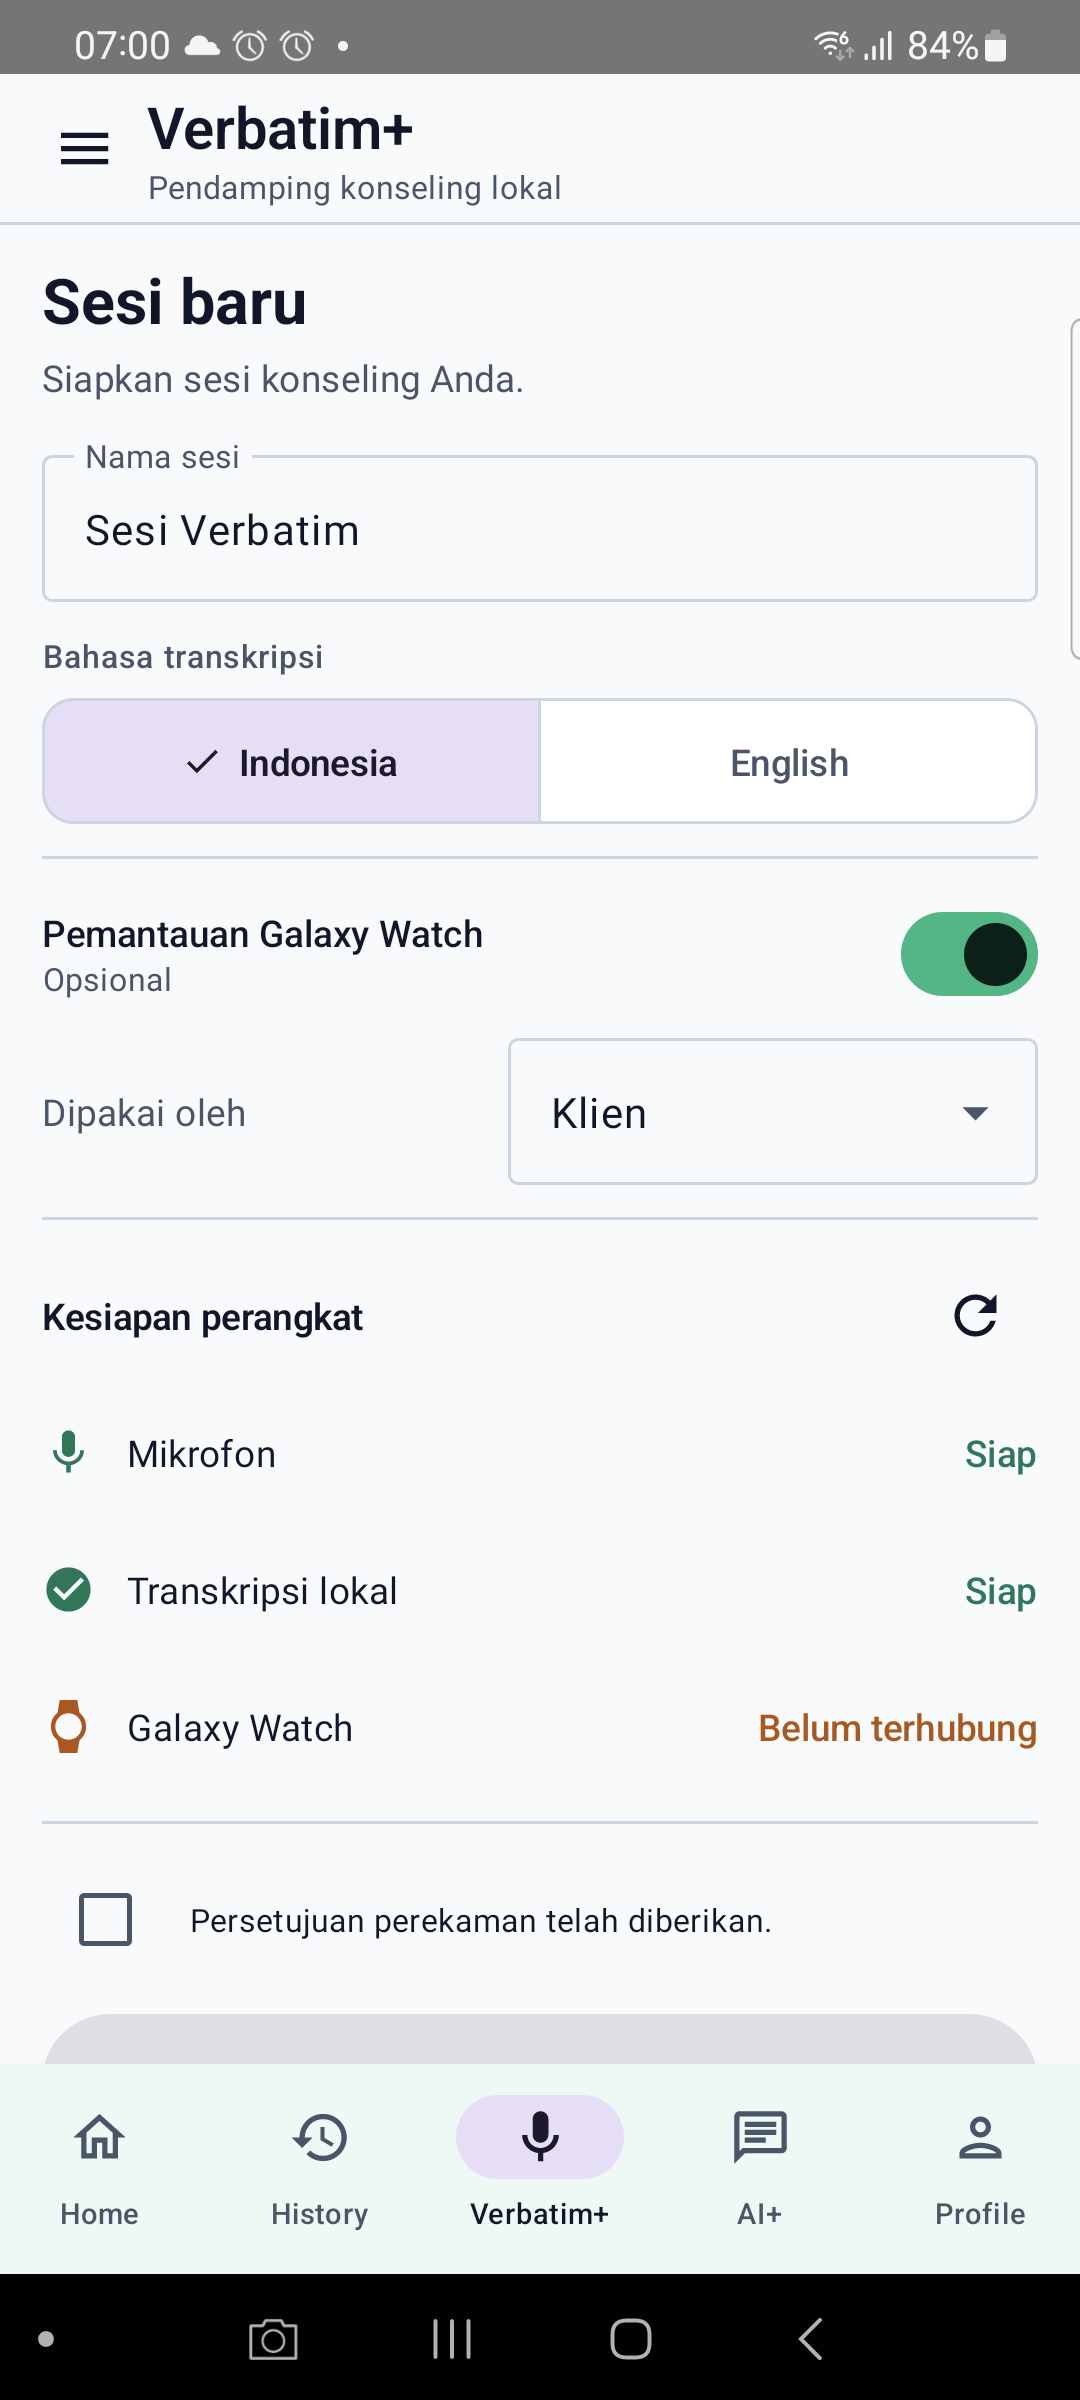 07:00
84%
Verbatim+
Pendamping konseling lokal
Sesi baru
Siapkan sesi konseling Anda.
Nama sesi
Sesi Verbatim
Bahasa transkripsi
Indonesia
English
Pemantauan Galaxy Watch
Opsional
Dipakai oleh
Klien
Kesiapan perangkat
Mikrofon
Siap
Transkripsi lokal
Siap
Galaxy Watch
Belum terhubung
Persetujuan perekaman telah diberikan.
Home
History
Verbatim+
AI+
Profile